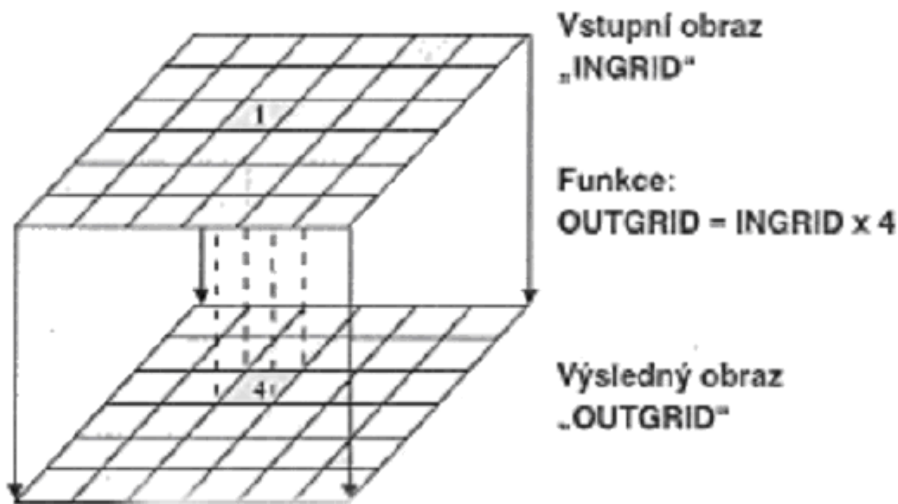 Vstupní obraz
„INGRID“
1
Funkce:
OUTGRID = INGRID x 4
4
Výsledný obraz
„OUTGRID“